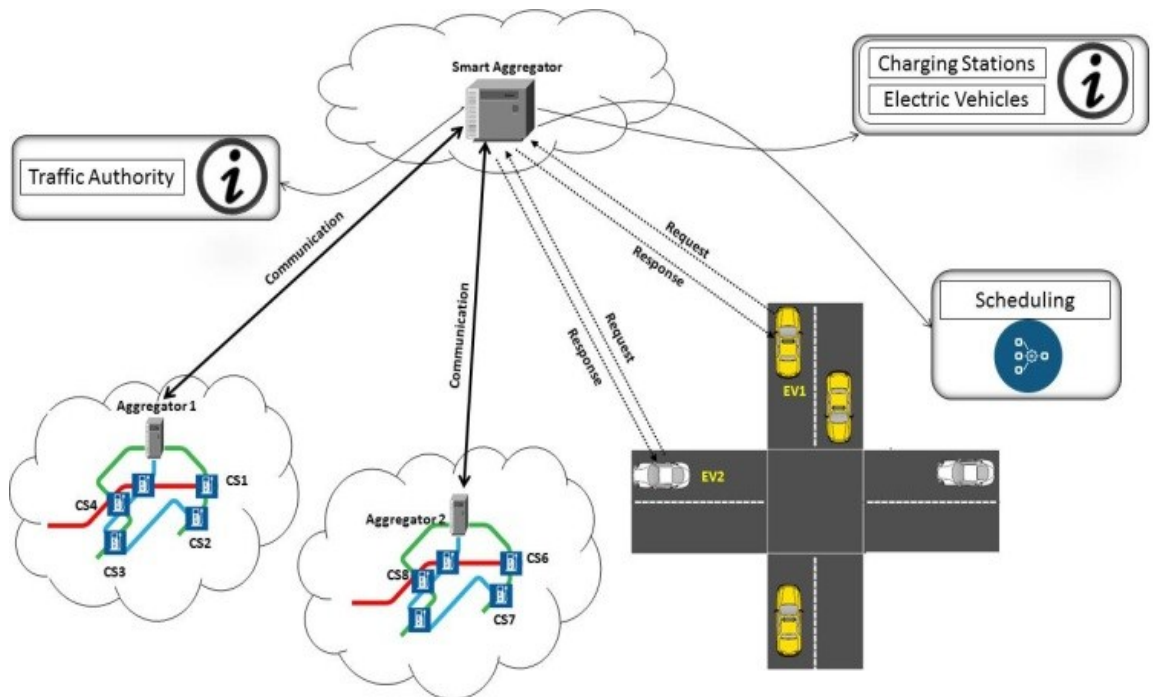 Smart Aggregator
Charging Stations
Electric Vehicles
Traffic Authority
Communication
Communication
Request
Response
Request
Response
Scheduling
EV1
EV2
Aggregator 1
CS1
CS4
CS2
CS3
Aggregator 2
CS6
CS8
CS7